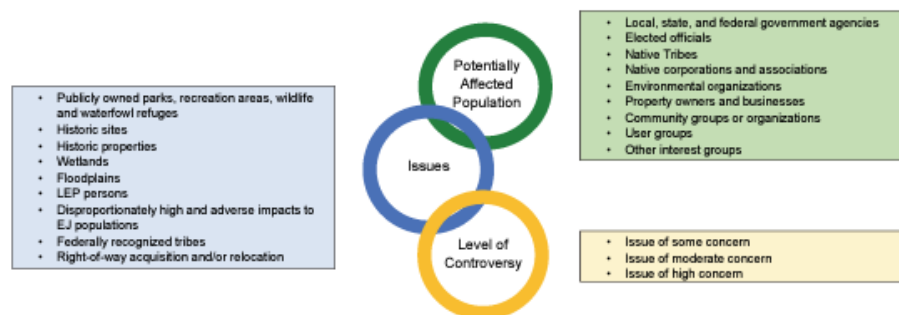 Publicly owned parks, recreation areas, wildlife
and waterfowl refuges
Historic sites
Historic properties
Wetlands
Floodplains
LEP persons
Disproportionately high and adverse impacts to
EJ populations
Federally recognized tribes
Right-of-way acquisition and/or relocation
Potentially
Affected
Population
Issues
Level of
Controversy
Local, state, and federal government agencies
Elected officials
Native Tribes
Native corporations and associations
Environmental organizations
Property owners and businesses
Community groups or organizations
User groups
Other interest groups
Issue of some concern
Issue of moderate concern
Issue of high concern